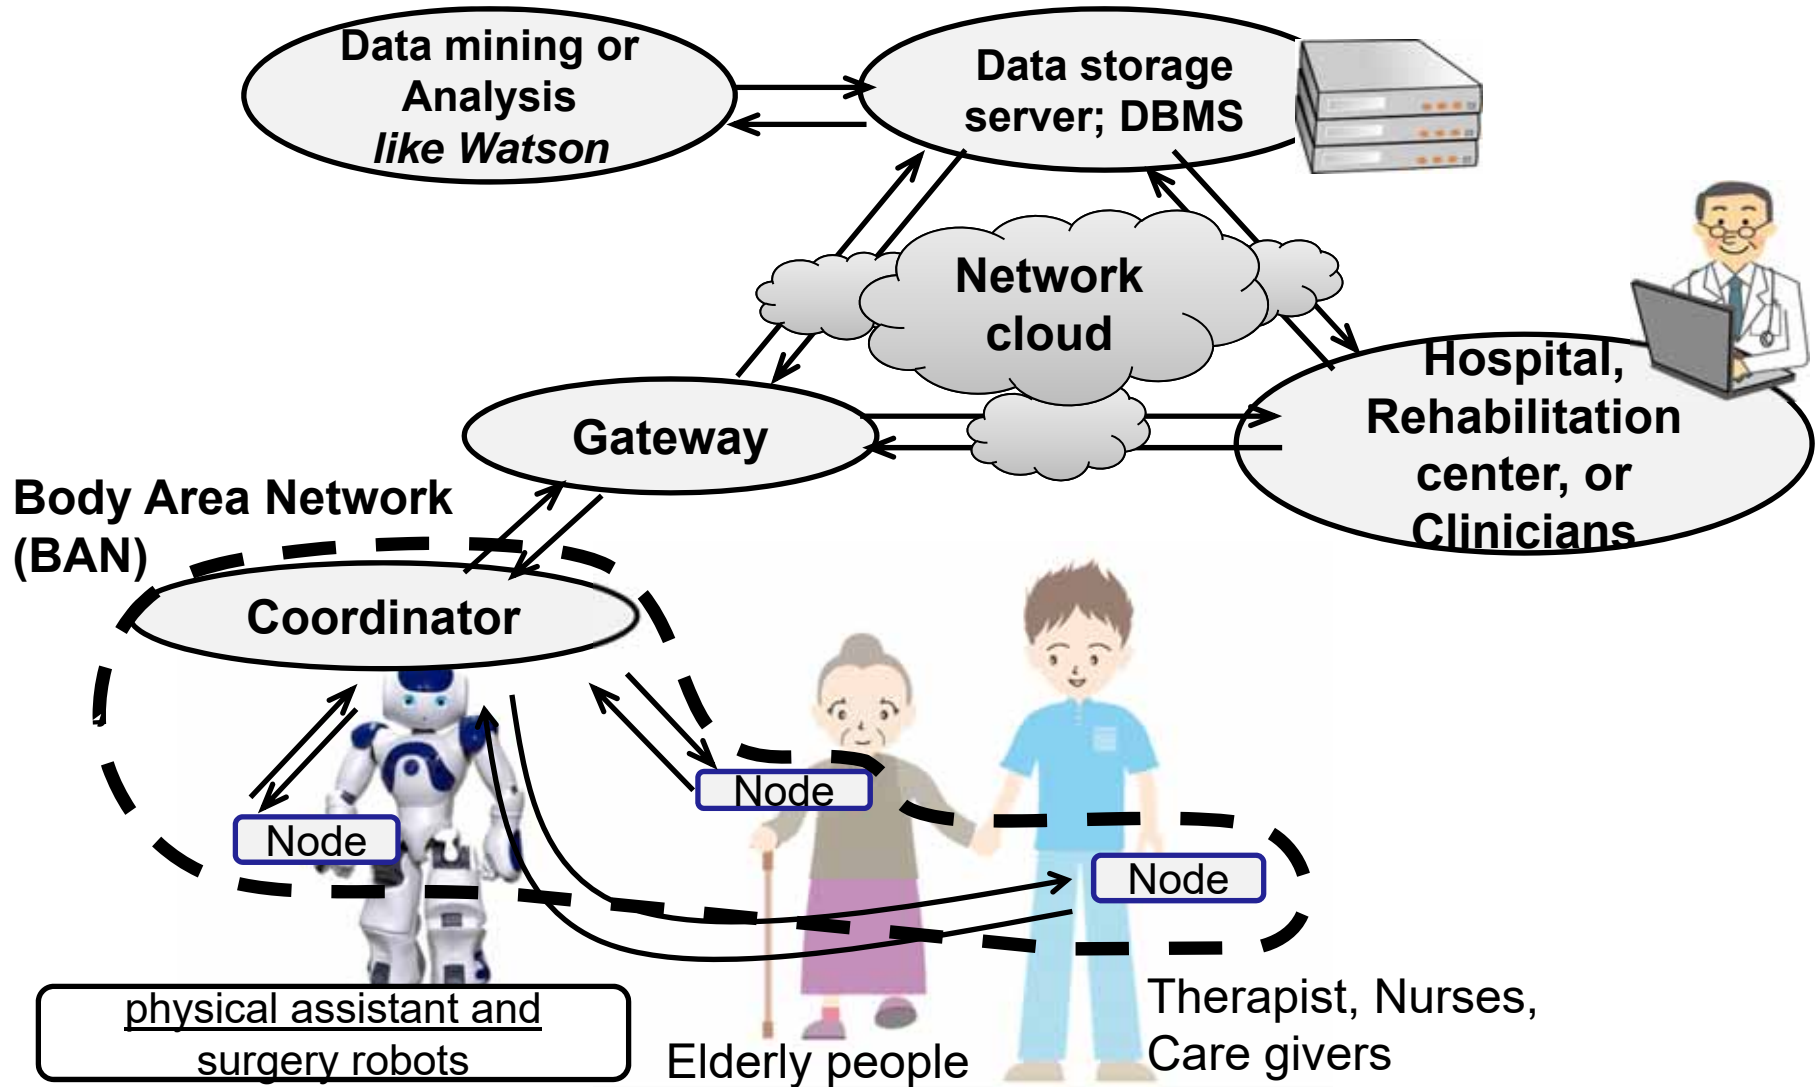 Data mining or
Analysis
like Watson
Data storage
server; DBMS
Network
cloud
Hospital,
Rehabilitation
center, or
Clinicians
Gateway
Body Area Network
(BAN)
Coordinator
Node
Node
Node
physical assistant and
surgery robots
Elderly people
Therapist, Nurses,
Care givers